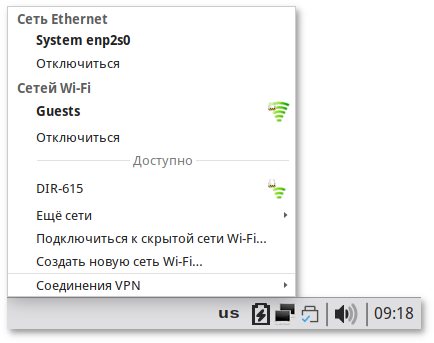 Сеть Ethernet
System enp2s0
Отключиться
Сетей Wi-Fi
Guests
Отключиться
Доступно
DIR-615
Ещё сети
Подключиться к скрытой сети Wi-Fi...
Создать новую сеть Wi-Fi...
Соединения VPN
us 09:18